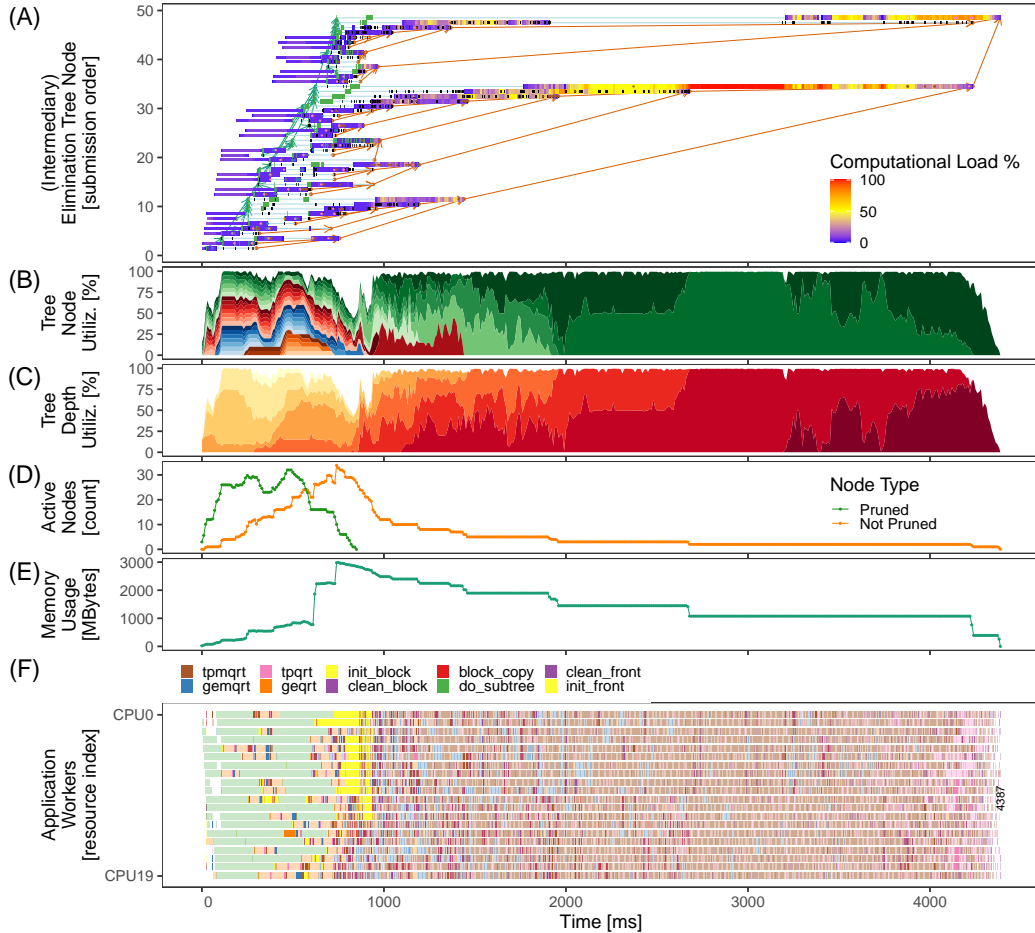 (A)
(Intermediary)
Elimination Tree Node
[submission order]
50
40
30
20
10
0
Computational Load %
100
50
0
(B)
Tree
Node
Utiliz. [%]
100
75
50
25
0
(C)
Tree
Depth
Utiliz. [%]
100
75
50
25
0
(D)
Active
Nodes
[count]
30
20
10
0
Node Type
Pruned
Not Pruned
(E)
Memory
Usage
[MBytes]
3000
2000
1000
0
(F)
tpmqrt tpqrt init_block block_copy clean_front
gemqrt geqrt clean_block do_subtree init_front
Application
Workers
[resource index]
CPU0
CPU19
4387
0 1000 2000 3000 4000
Time [ms]